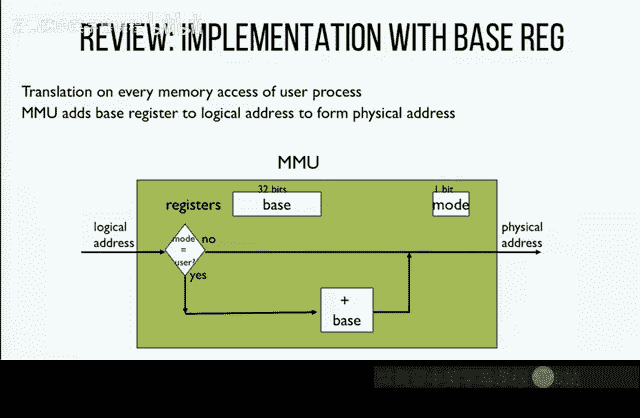 REVIEW: IMPLEMENTATION WITH BASE REG
Translation on every memory access of user process
MMU adds base register to logical address to form physical address
MMU
32 bits
1 bit
registers
base
mode
logical
address
mode
=
user?
no
yes
physical
address
+
base